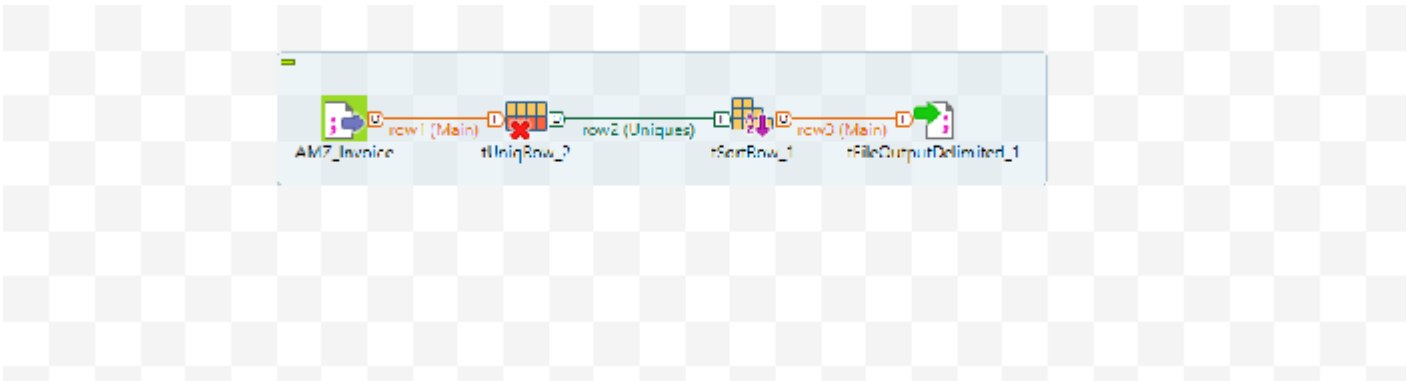 row1 (Main)
row2 (Uniques)
row3 (Main)
AMZ_Invoice
tUniqRow_2
tSortRow_1
tFileOutputDelimited_1